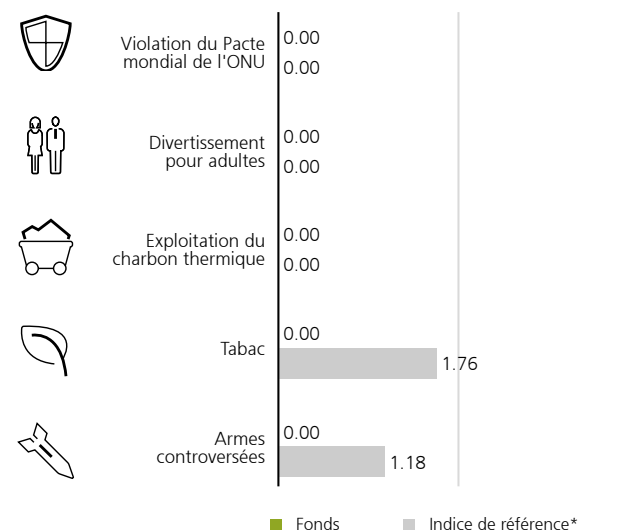 Violation du Pacte
mondial de l'ONU
0.00
0.00
Divertissement
pour adultes
0.00
0.00
Exploitation du
charbon thermique
0.00
0.00
Tabac
0.00
1.76
Armes
controversées
0.00
1.18
Fonds
Indice de référence*